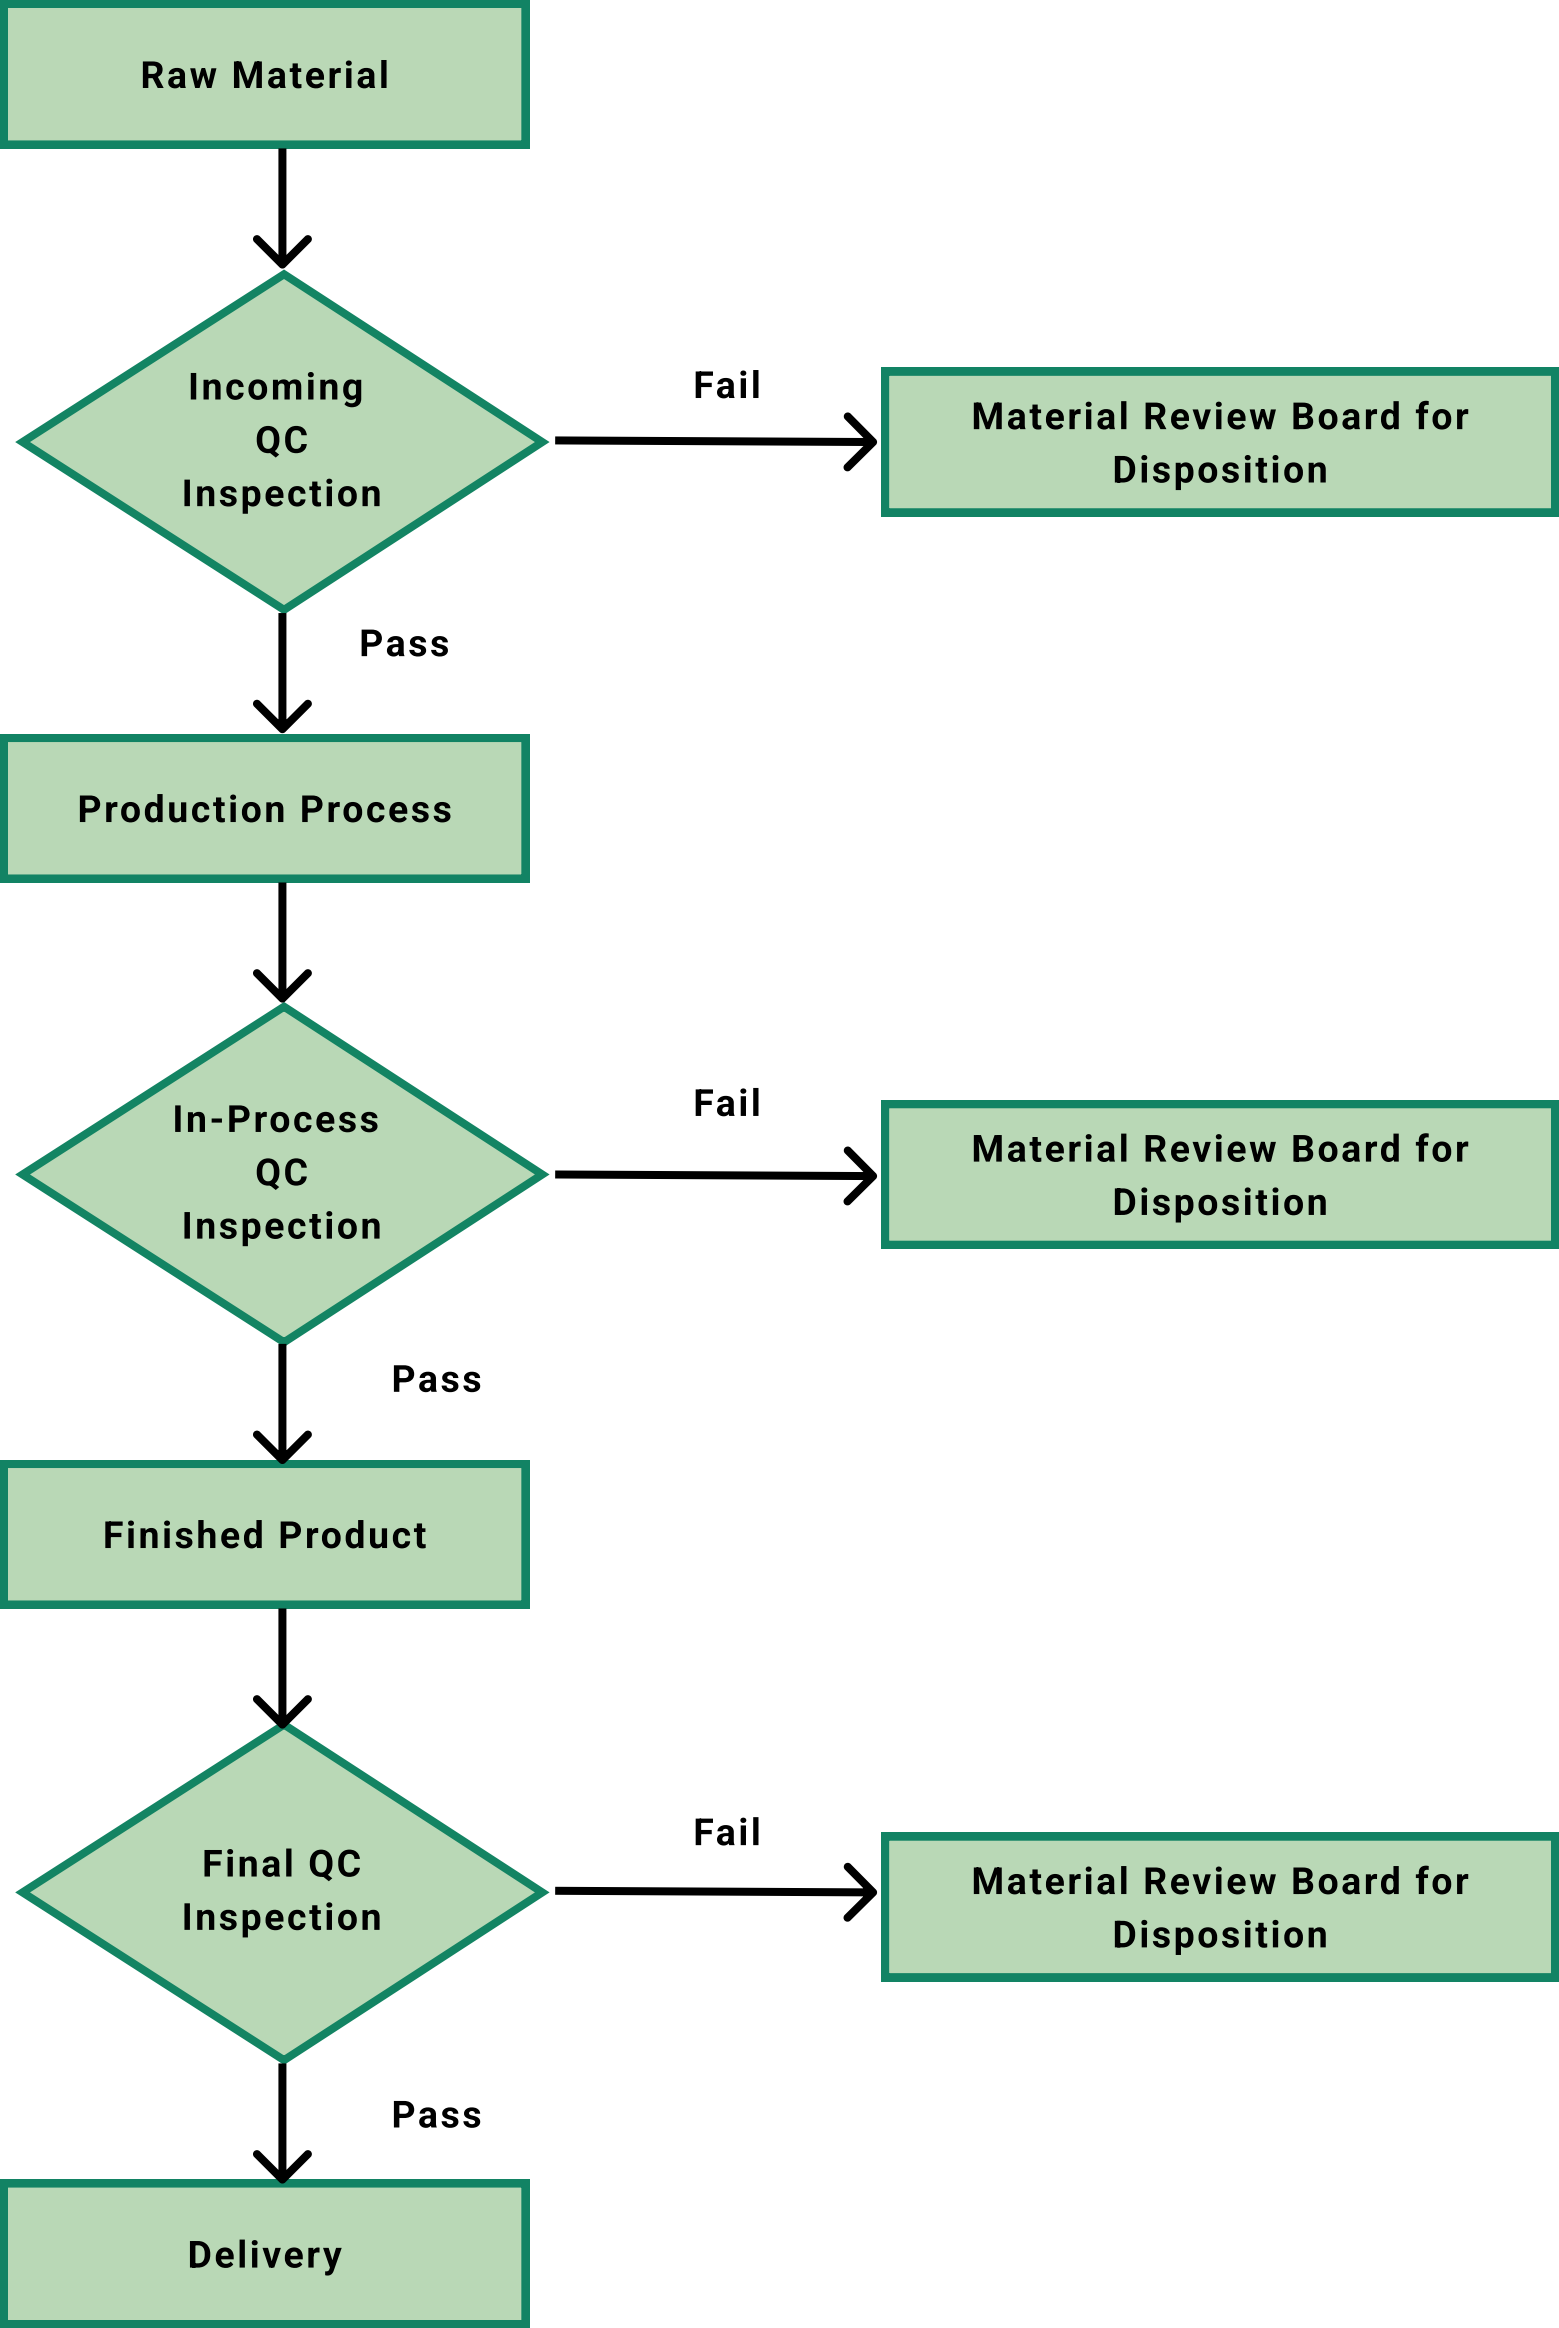 Raw Material
Incoming
QC
Inspection
Fail
Material Review Board for
Disposition
Pass
Production Process
In-Process
QC
Inspection
Fail
Material Review Board for
Disposition
Pass
Finished Product
Final QC
Inspection
Fail
Material Review Board for
Disposition
Pass
Delivery